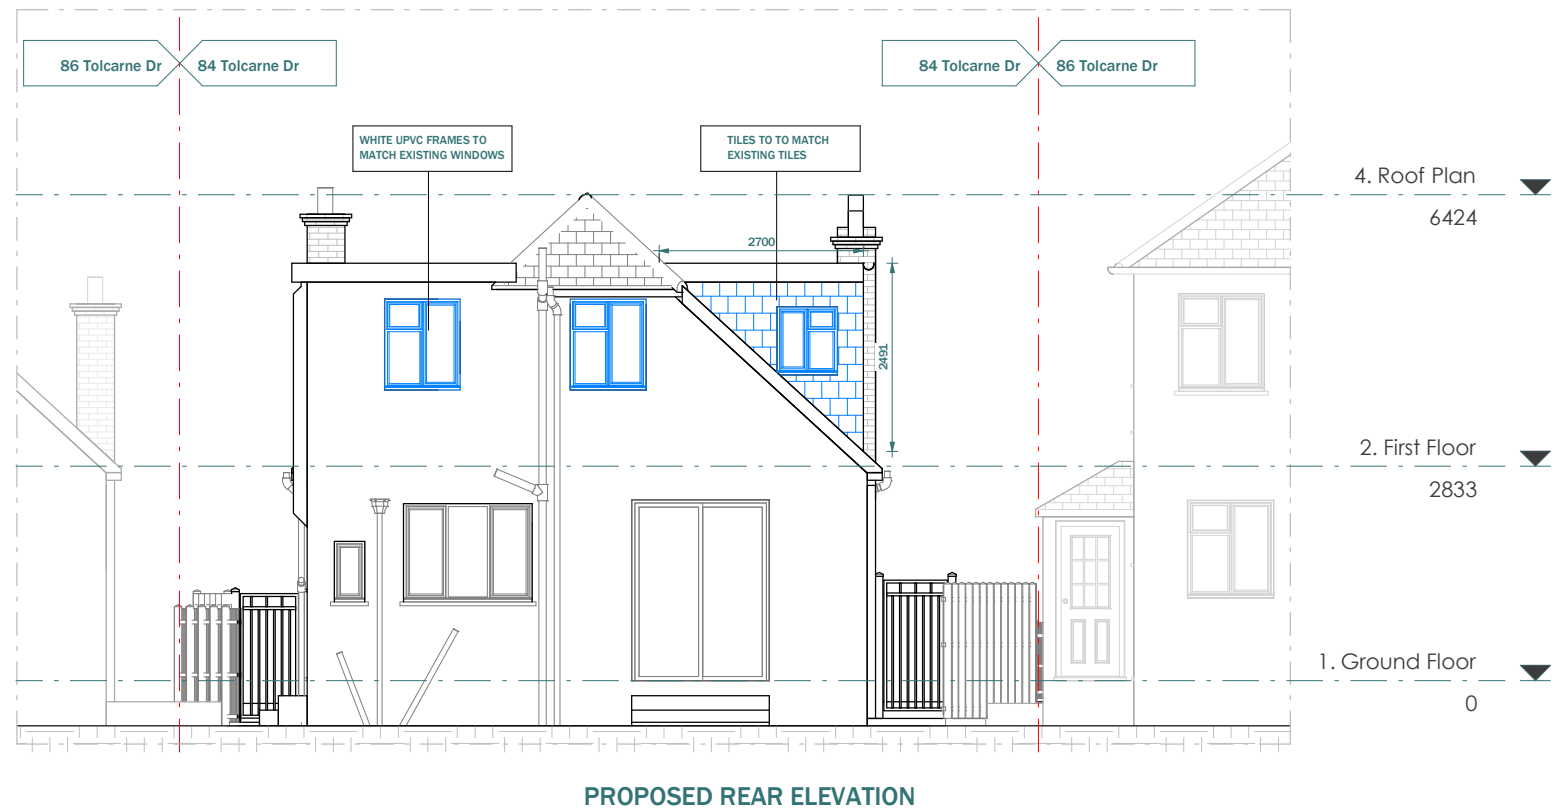 86 Tolcarne Dr
84 Tolcarne Dr
84 Tolcarne Dr
86 Tolcarne Dr
WHITE UPVC FRAMES TO
MATCH EXISTING WINDOWS
TILES TO TO MATCH
EXISTING TILES
4. Roof Plan
6424
2700
2491
2. First Floor
2833
1. Ground Floor
0
PROPOSED REAR ELEVATION